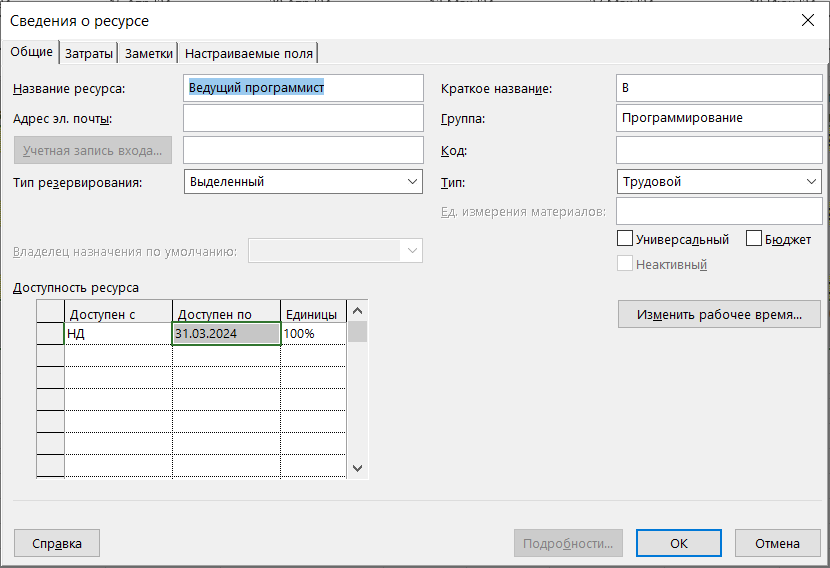 Сведения о ресурсе
Общие Затраты Заметки Настраиваемые поля
Название ресурса: Ведущий программист Краткое название: В
Адрес эл. почты: Группа: Программирование
Учетная запись входа... Код:
Тип резервирования: Выделенный Тип: Трудовой
Ед. измерения материалов:
Универсальный Бюджет
Владелец назначения по умолчанию:
Неактивный
Доступность ресурса
Доступен с Доступен по Единицы
Изменить рабочее время...
НД 31.03.2024 100%
Справка Подробности... ОК Отмена